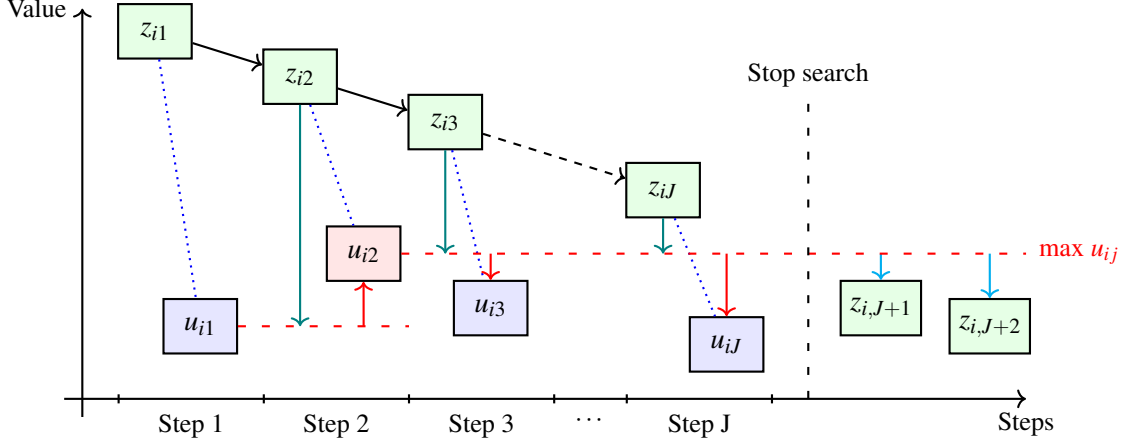 Value
z_{i1}
z_{i2}
z_{i3}
Stop search
z_{iJ}
u_{i2}
max u_{ij}
u_{i1}
u_{i3}
z_{i,J+1}
z_{i,J+2}
u_{iJ}
Step 1
Step 2
Step 3
⋯
Step J
Steps